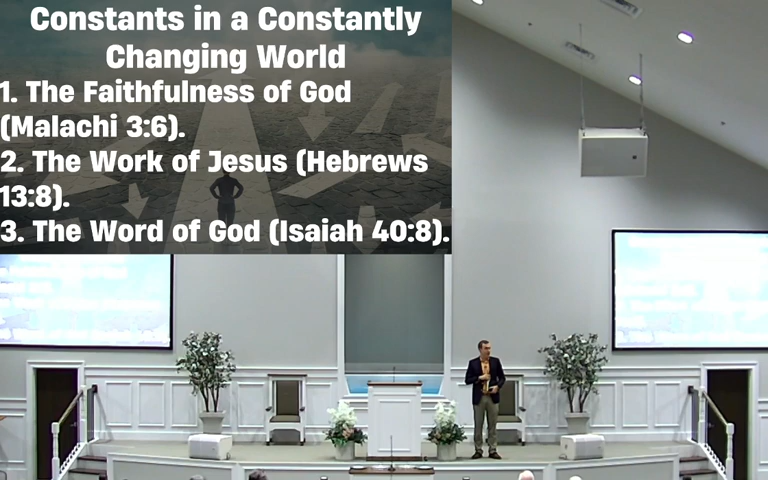 Constants in a Constantly
Changing World
1. The Faithfulness of God
(Malachi 3:6).
2. The Work of Jesus (Hebrews
13:8).
3. The Word of God (Isaiah 40:8).